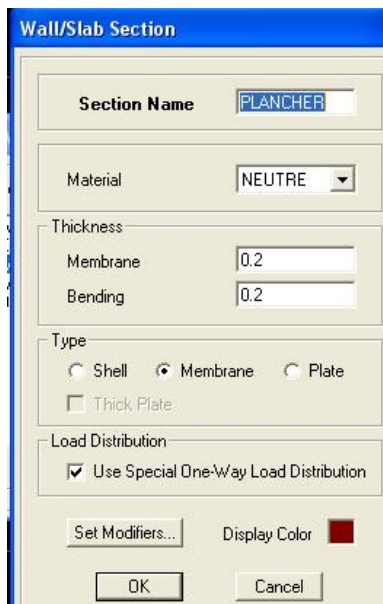 Wall/Slab Section
Section Name PLANCHER
Material NEUTRE
Thickness
Membrane 0.2
Bending 0.2
Type
Shell Membrane Plate
Thick Plate
Load Distribution
Use Special One-Way Load Distribution
Set Modifiers... Display Color
OK Cancel